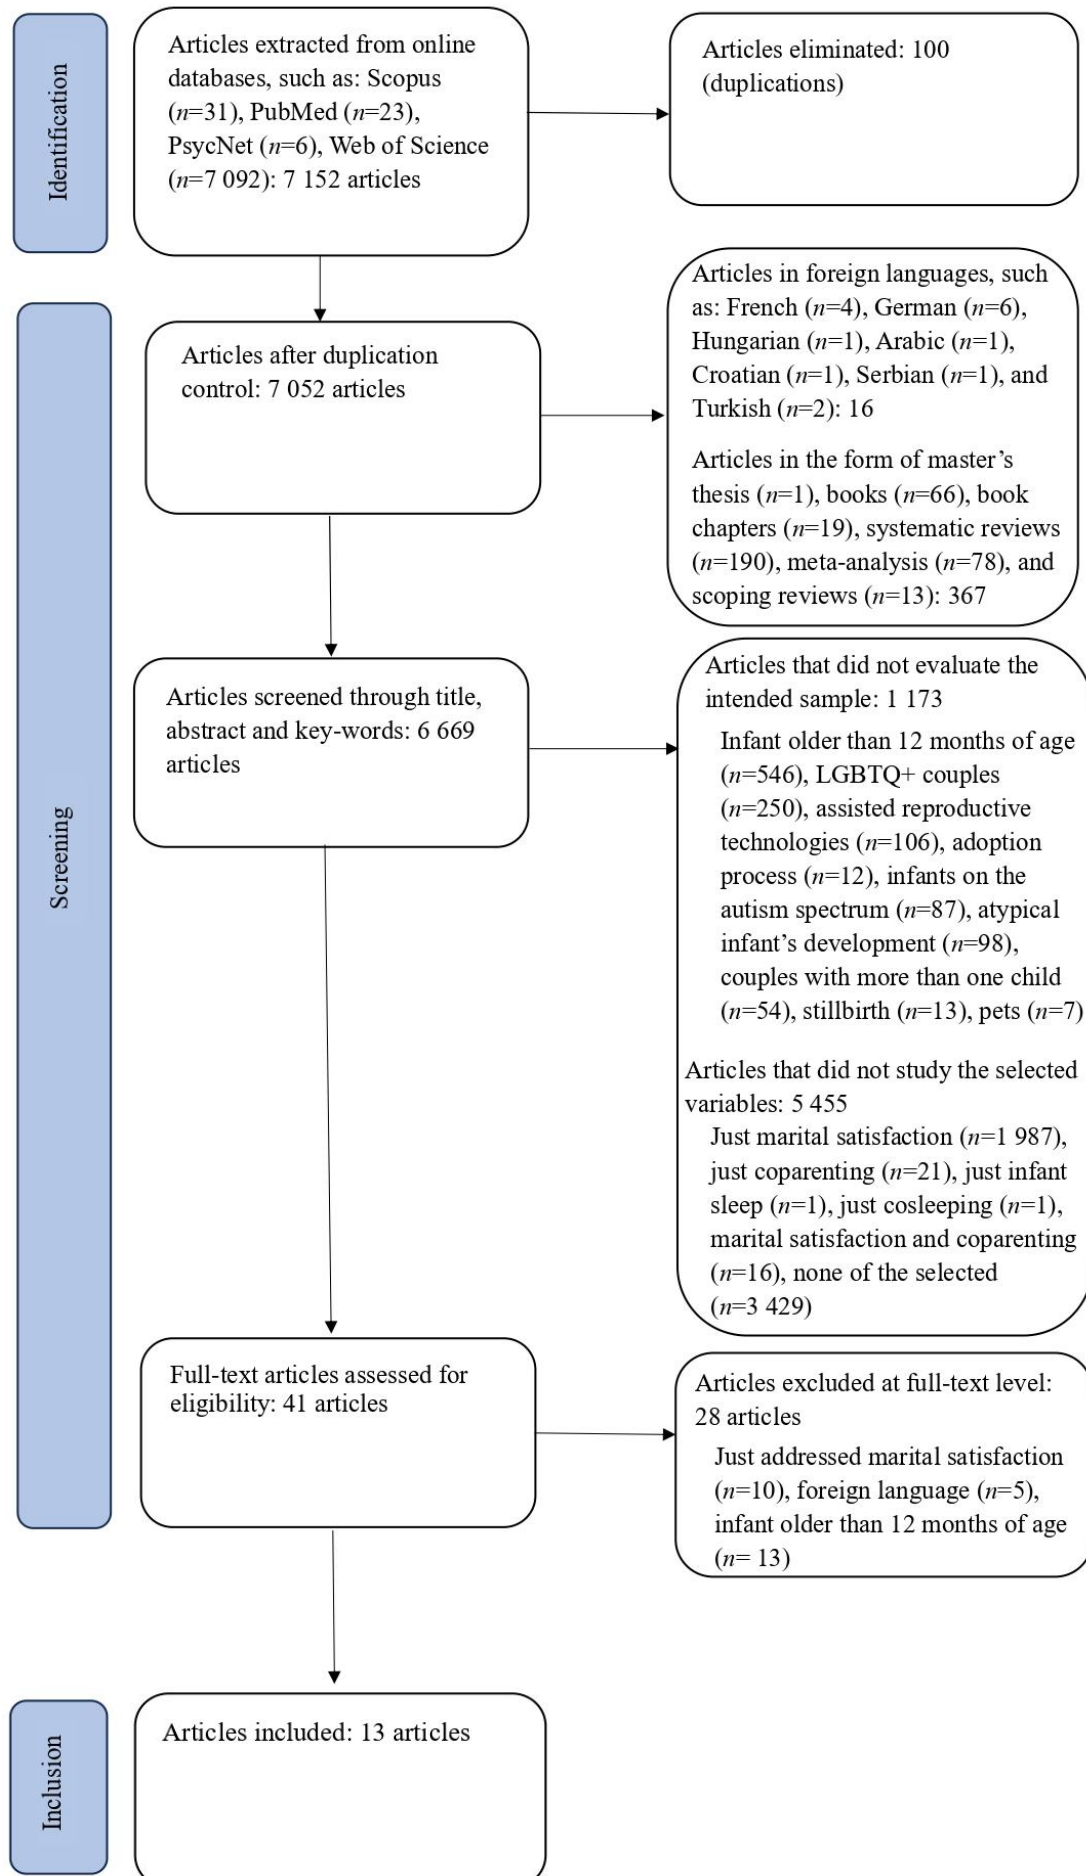 Identification
Articles extracted from online
databases, such as: Scopus
(n=31), PubMed (n=23),
PsycNet (n=6), Web of Science
(n=7 092): 7 152 articles
Articles eliminated: 100
(duplications)
Screening
Articles after duplication
control: 7 052 articles
Articles in foreign languages, such
as: French (n=4), German (n=6),
Hungarian (n=1), Arabic (n=1),
Croatian (n=1), Serbian (n=1), and
Turkish (n=2): 16
Articles in the form of master’s
thesis (n=1), books (n=66), book
chapters (n=19), systematic reviews
(n=190), meta-analysis (n=78), and
scoping reviews (n=13): 367
Articles screened through title,
abstract and key-words: 6 669
articles
Articles that did not evaluate the
intended sample: 1 173
Infant older than 12 months of age
(n=546), LGBTQ+ couples
(n=250), assisted reproductive
technologies (n=106), adoption
process (n=12), infants on the
autism spectrum (n=87), atypical
infant’s development (n=98),
couples with more than one child
(n=54), stillbirth (n=13), pets (n=7)
Articles that did not study the selected
variables: 5 455
Just marital satisfaction (n=1 987),
just coparenting (n=21), just infant
sleep (n=1), just cosleeping (n=1),
marital satisfaction and coparenting
(n=16), none of the selected
(n=3 429)
Full-text articles assessed for
eligibility: 41 articles
Articles excluded at full-text level:
28 articles
Just addressed marital satisfaction
(n=10), foreign language (n=5),
infant older than 12 months of age
(n= 13)
Inclusion
Articles included: 13 articles